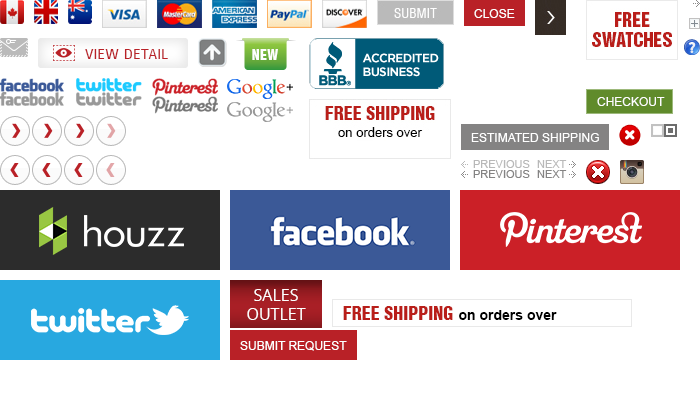 VISA
MasterCard
AMERICAN
EXPRESS
PayPal
DISCOVER
SUBMIT
CLOSE
FREE
SWATCHES
VIEW DETAIL
NEW
BBB.
ACCREDITED
BUSINESS
?
facebook
twitter
Pinterest
Google+
facebook
twitter
Pinterest
Google+
FREE SHIPPING
on orders over
CHECKOUT
ESTIMATED SHIPPING
PREVIOUS NEXT
PREVIOUS NEXT
houzz
facebook.
Pinterest
twitter
SALES
OUTLET
FREE SHIPPING on orders over
SUBMIT REQUEST